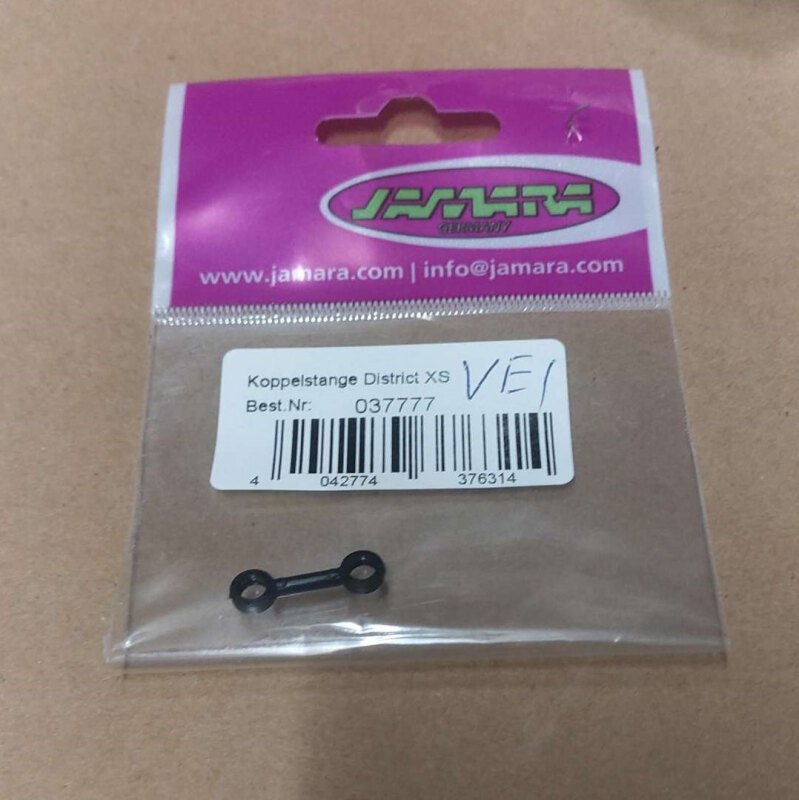 JAMARA
GERMANY
www.jamara.com | info@jamara.com
Koppelstange District XS
VE1
Best.Nr: 037777
4 042774 376314